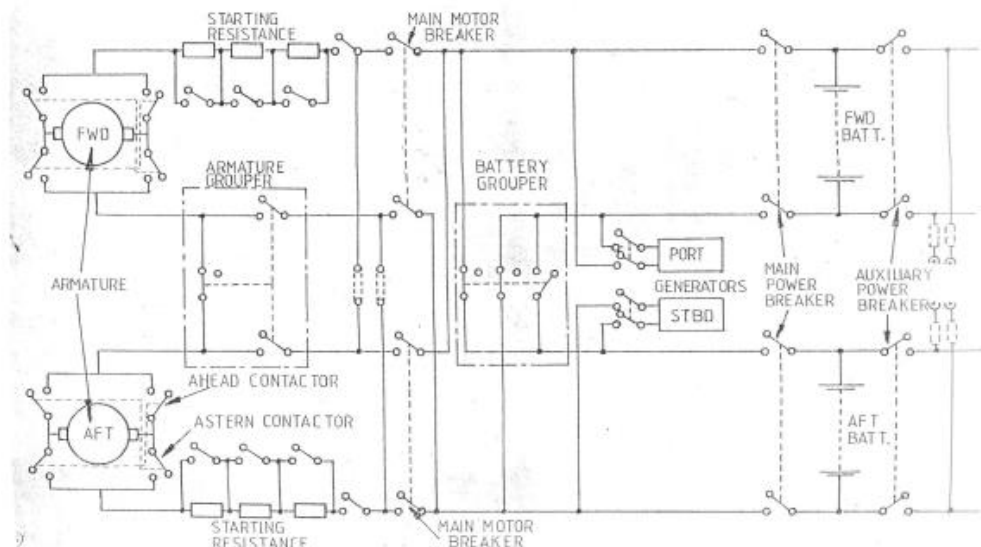 STARTING
RESISTANCE
MAIN MOTOR
BREAKER
FWD
ARMATURE
GROUPER
BATTERY
GROUPER
FWD
BATT.
ARMATURE
PORT
GENERATORS
STBD
MAIN
POWER
BREAKER
AUXILIARY
POWER
BREAKER
AHEAD CONTACTOR
AFT
ASTERN CONTACTOR
AFT
BATT.
STARTING
RESISTANCE
MAIN MOTOR
BREAKER